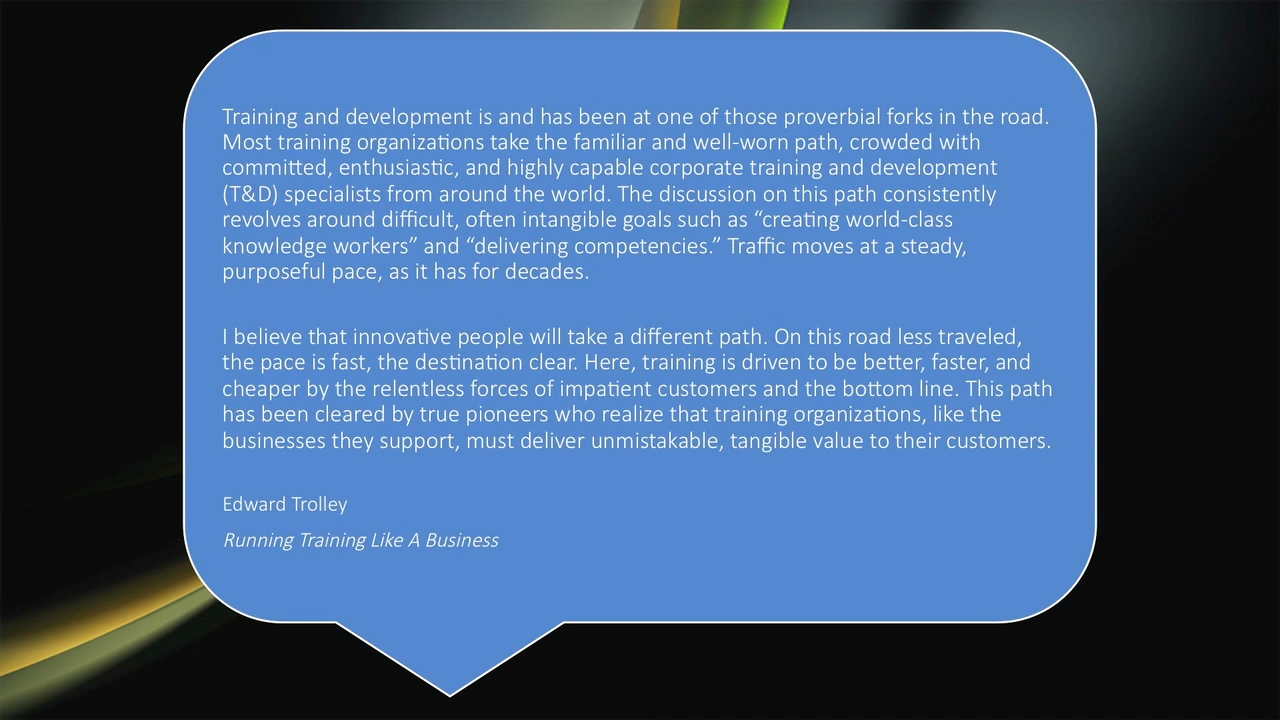 Training and development is and has been at one of those proverbial forks in the road.
Most training organizations take the familiar and well-worn path, crowded with
committed, enthusiastic, and highly capable corporate training and development
(T&D) specialists from around the world. The discussion on this path consistently
revolves around difficult, often intangible goals such as “creating world-class
knowledge workers” and “delivering competencies.” Traffic moves at a steady,
purposeful pace, as it has for decades.
I believe that innovative people will take a different path. On this road less traveled,
the pace is fast, the destination clear. Here, training is driven to be better, faster, and
cheaper by the relentless forces of impatient customers and the bottom line. This path
has been cleared by true pioneers who realize that training organizations, like the
businesses they support, must deliver unmistakable, tangible value to their customers.
Edward Trolley
Running Training Like A Business